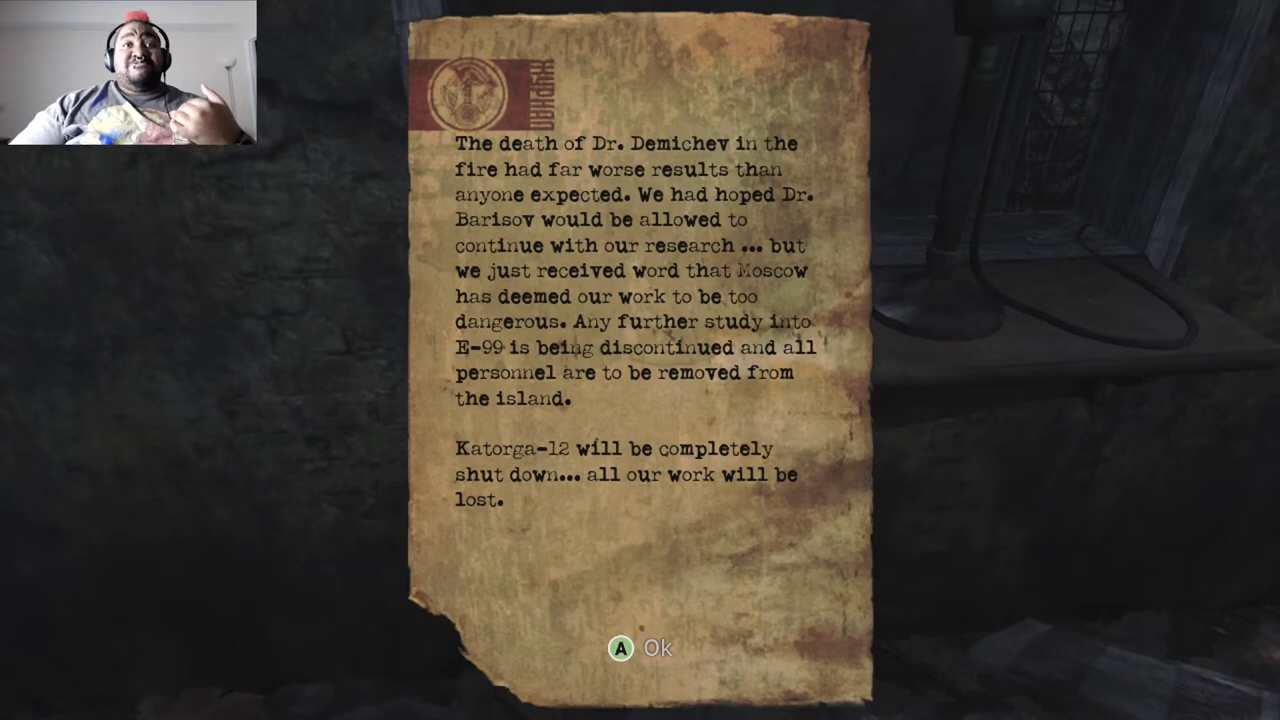 The death of Dr. Demichev in the
fire had far worse results than
anyone expected. We had hoped Dr.
Barisov would be allowed to
continue with our research ... but
we just received word that Moscow
has deemed our work to be too
dangerous. Any further study into
E-99 is being discontinued and all
personnel are to be removed from
the island.
Katorga-12 will be completely
shut down... all our work will be
lost.
A Ok